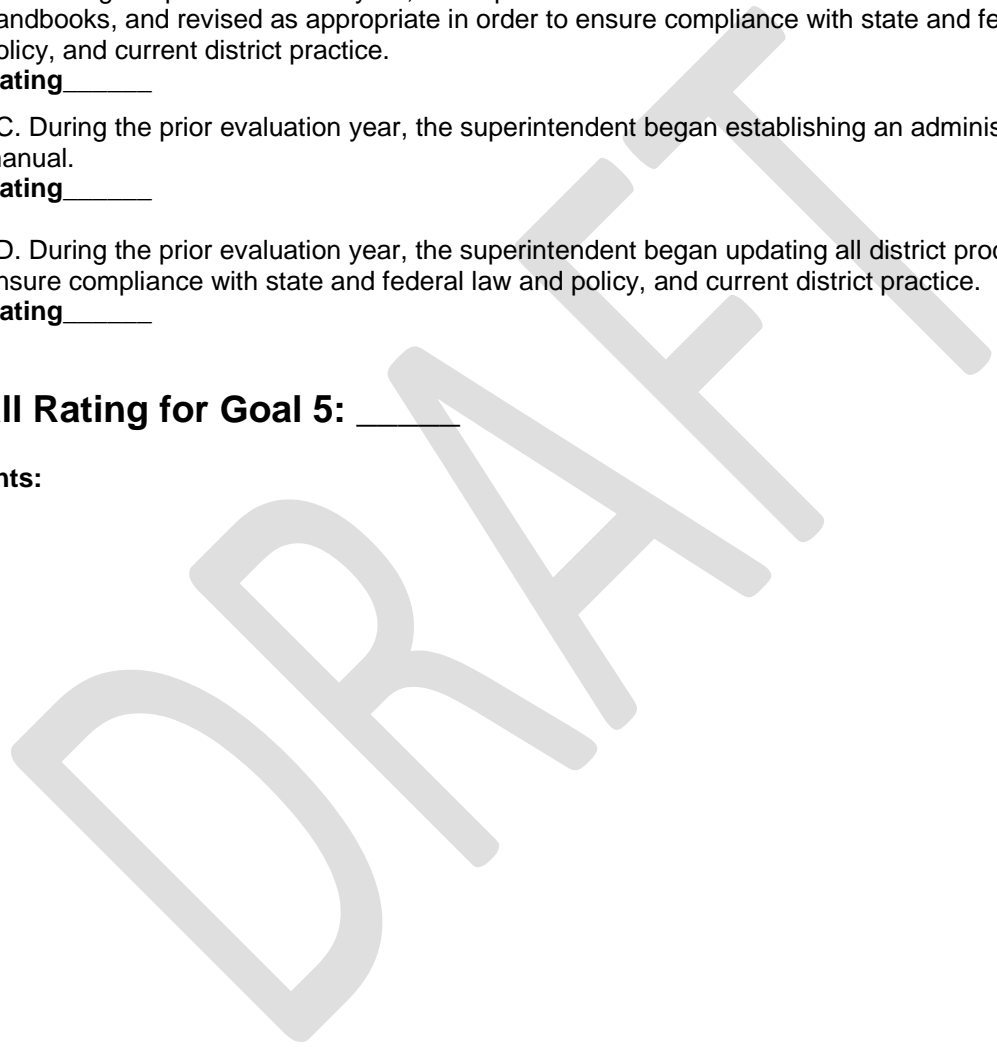 andbooks, and revised as appropriate in order to ensure compliance with state and fe
olicy, and current district practice.
ating______
C. During the prior evaluation year, the superintendent began establishing an adminis
anual.
ating______
D. During the prior evaluation year, the superintendent began updating all district proc
nsure compliance with state and federal law and policy, and current district practice.
ating______
ll Rating for Goal 5: _____
nts:
DRAFT